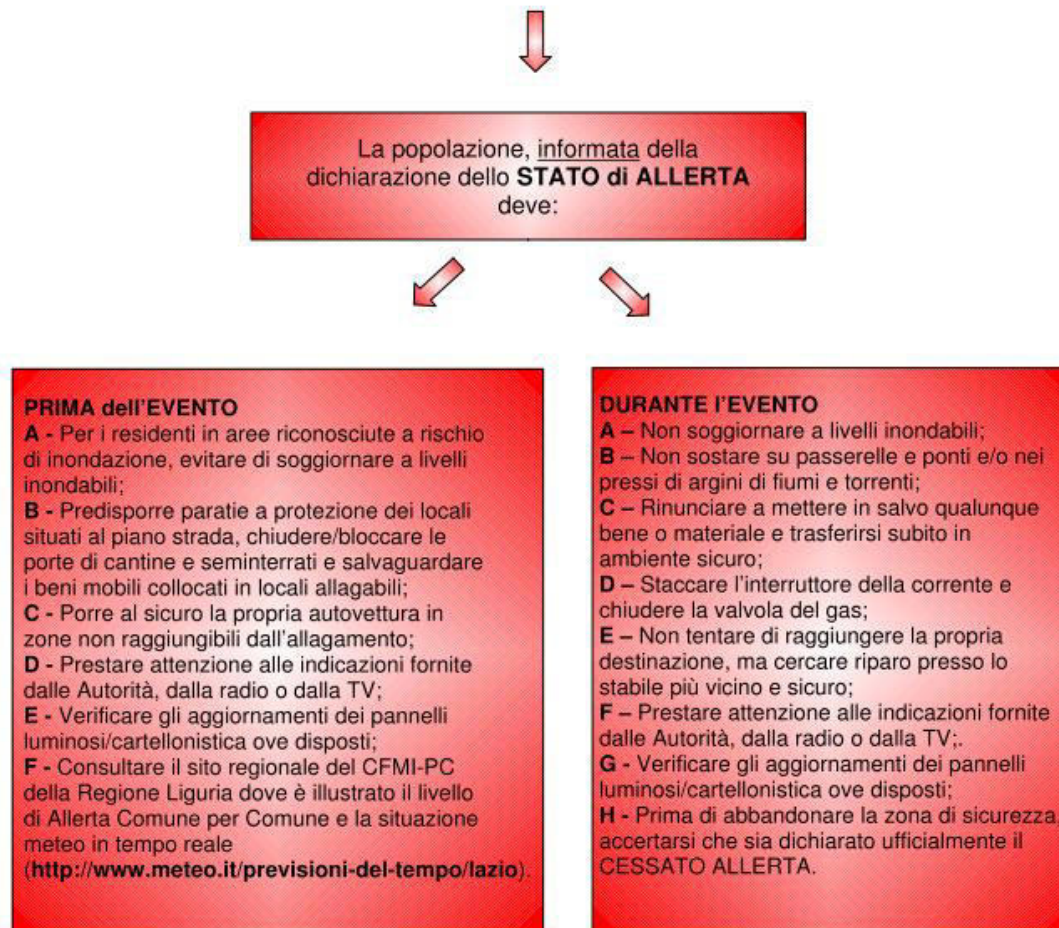 La popolazione, informata della
dichiarazione dello STATO di ALLERTA
deve:
PRIMA dell'EVENTO
A - Per i residenti in aree riconosciute a rischio
di inondazione, evitare di soggiornare a livelli
inondabili;
B - Predisporre paratie a protezione dei locali
situati al piano strada, chiudere/bloccare le
porte di cantine e seminterrati e salvaguardare
i beni mobili collocati in locali allagabili;
C - Porre al sicuro la propria autovettura in
zone non raggiungibili dall'allagamento;
D - Prestare attenzione alle indicazioni fornite
dalle Autorità, dalla radio o dalla TV;
E - Verificare gli aggiornamenti dei pannelli
luminosi/cartellonistica ove disposti;
F - Consultare il sito regionale del CFMI-PC
della Regione Liguria dove è illustrato il livello
di Allerta Comune per Comune e la situazione
meteo in tempo reale
(http://www.meteo.it/previsioni-del-tempo/lazio).
DURANTE l'EVENTO
A – Non soggiornare a livelli inondabili;
B – Non sostare su passerelle e ponti e/o nei
pressi di argini di fiumi e torrenti;
C – Rinunciare a mettere in salvo qualunque
bene o materiale e trasferirsi subito in
ambiente sicuro;
D – Staccare l'interruttore della corrente e
chiudere la valvola del gas;
E – Non tentare di raggiungere la propria
destinazione, ma cercare riparo presso lo
stabile più vicino e sicuro;
F – Prestare attenzione alle indicazioni fornite
dalle Autorità, dalla radio o dalla TV;.
G - Verificare gli aggiornamenti dei pannelli
luminosi/cartellonistica ove disposti;
H - Prima di abbandonare la zona di sicurezza,
accertarsi che sia dichiarato ufficialmente il
CESSATO ALLERTA.